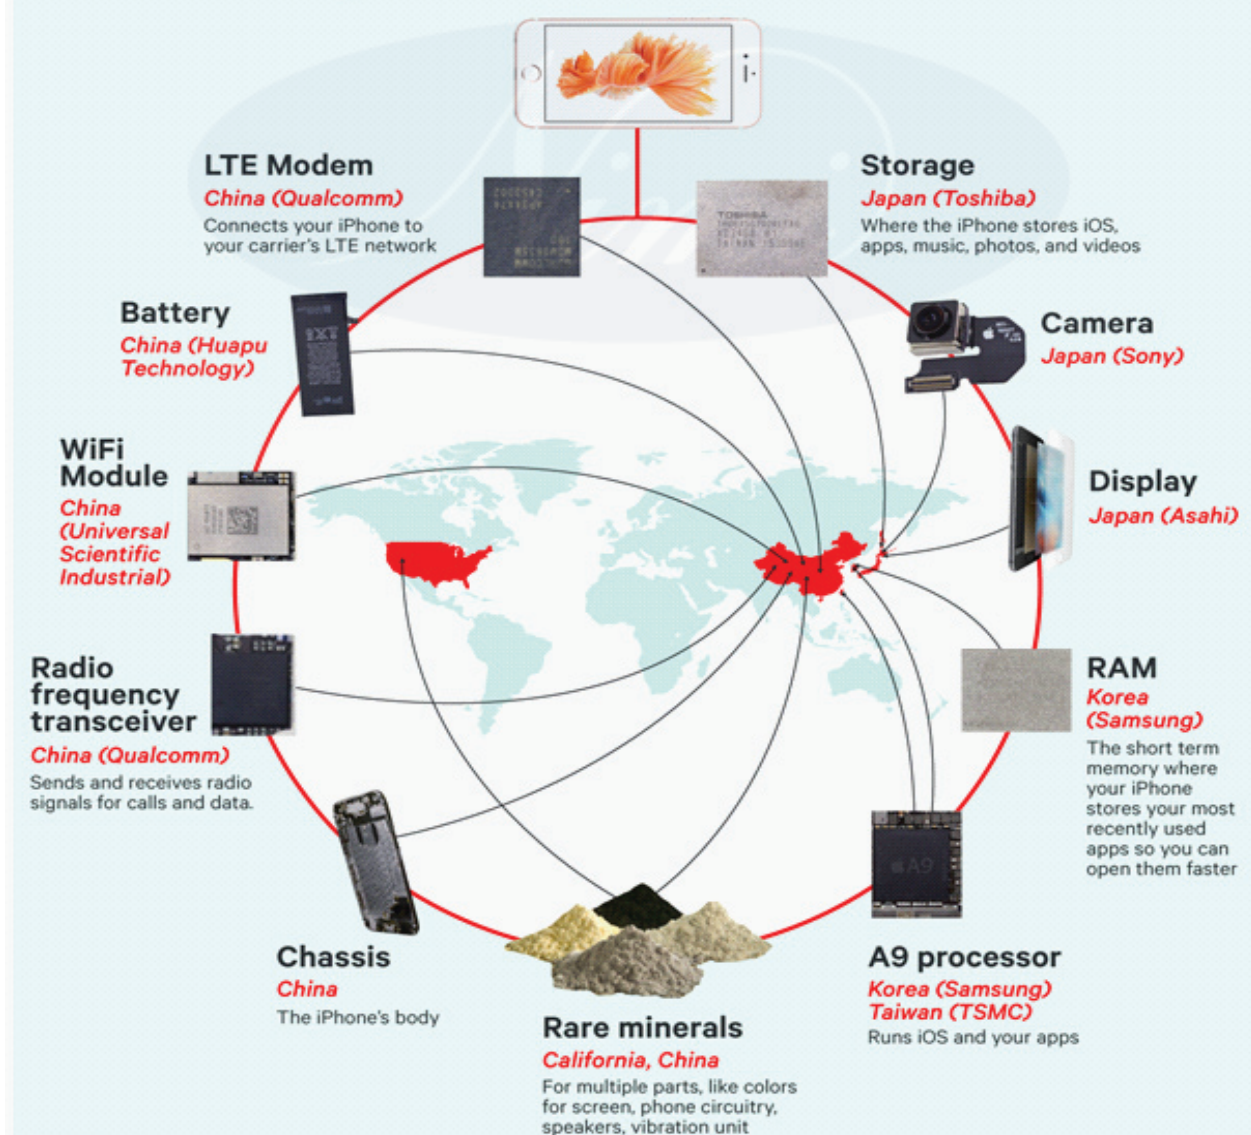 LTE Modem
China (Qualcomm)
Connects your iPhone to
your carrier's LTE network
Storage
Japan (Toshiba)
Where the iPhone stores iOS,
apps, music, photos, and videos
TOSHIBA
Battery
China (Huapu
Technology)
Camera
Japan (Sony)
WiFi
Module
China
(Universal
Scientific
Industrial)
Display
Japan (Asahi)
Radio
frequency
transceiver
China (Qualcomm)
Sends and receives radio
signals for calls and data.
RAM
Korea
(Samsung)
The short term
memory where
your iPhone
stores your most
recently used
apps so you can
open them faster
Chassis
China
The iPhone's body
A9
A9 processor
Korea (Samsung)
Taiwan (TSMC)
Runs iOS and your apps
Rare minerals
California, China
For multiple parts, like colors
for screen, phone circuitry,
speakers, vibration unit